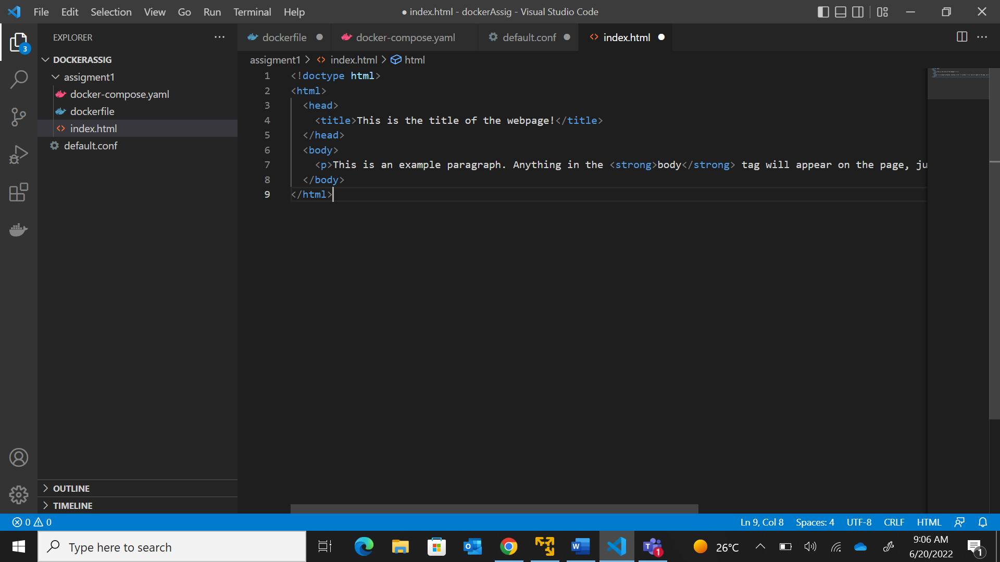 File Edit Selection View Go Run Terminal Help
● index.html - dockerAssig - Visual Studio Code
EXPLORER
dockerfile
docker-compose.yaml
default.conf
index.html
3
DOCKERASSIG
assigment1
docker-compose.yaml
dockerfile
index.html
default.conf
assigment1 > index.html > html
1 <!doctype html>
2 <html>
3 <head>
4 <title>This is the title of the webpage!</title>
5 </head>
6 <body>
7 <p>This is an example paragraph. Anything in the <strong>body</strong> tag will appear on the page, ju
8 </body>
9 </html>
OUTLINE
TIMELINE
0 0
Ln 9, Col 8 Spaces: 4 UTF-8 CRLF HTML
Type here to search
26°C
9:06 AM
6/20/2022
1
1